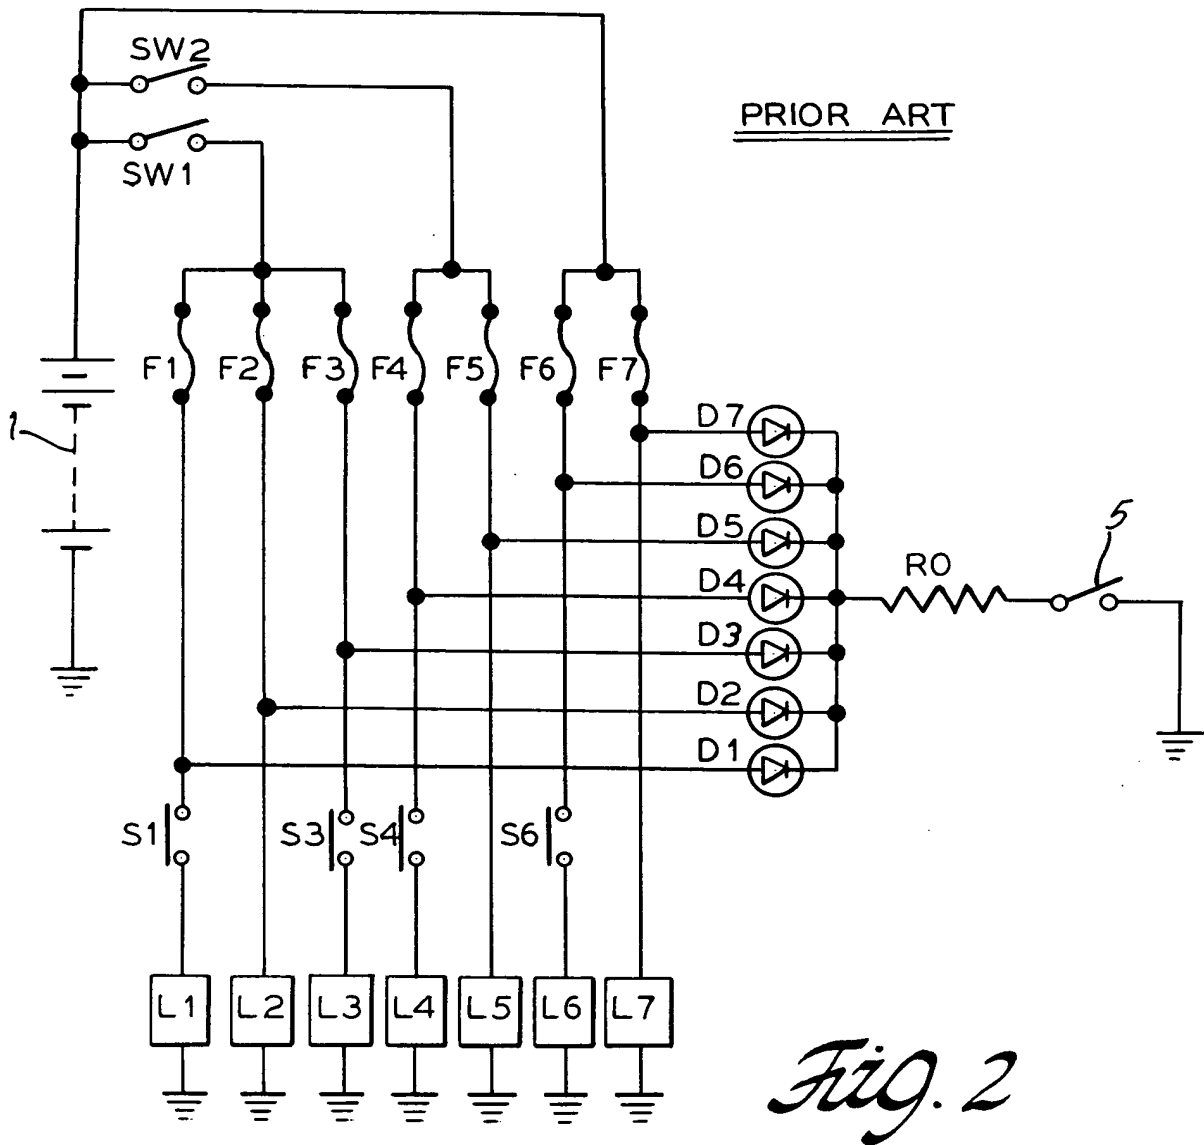 SW2
PRIOR ART
SW1
F1 F2 F3 F4 F5 F6 F7
1
D7
D6
D5
5
D4
R0
D3
D2
D1
S1 S3 S4 S6
L1 L2 L3 L4 L5 L6 L7
Fig. 2